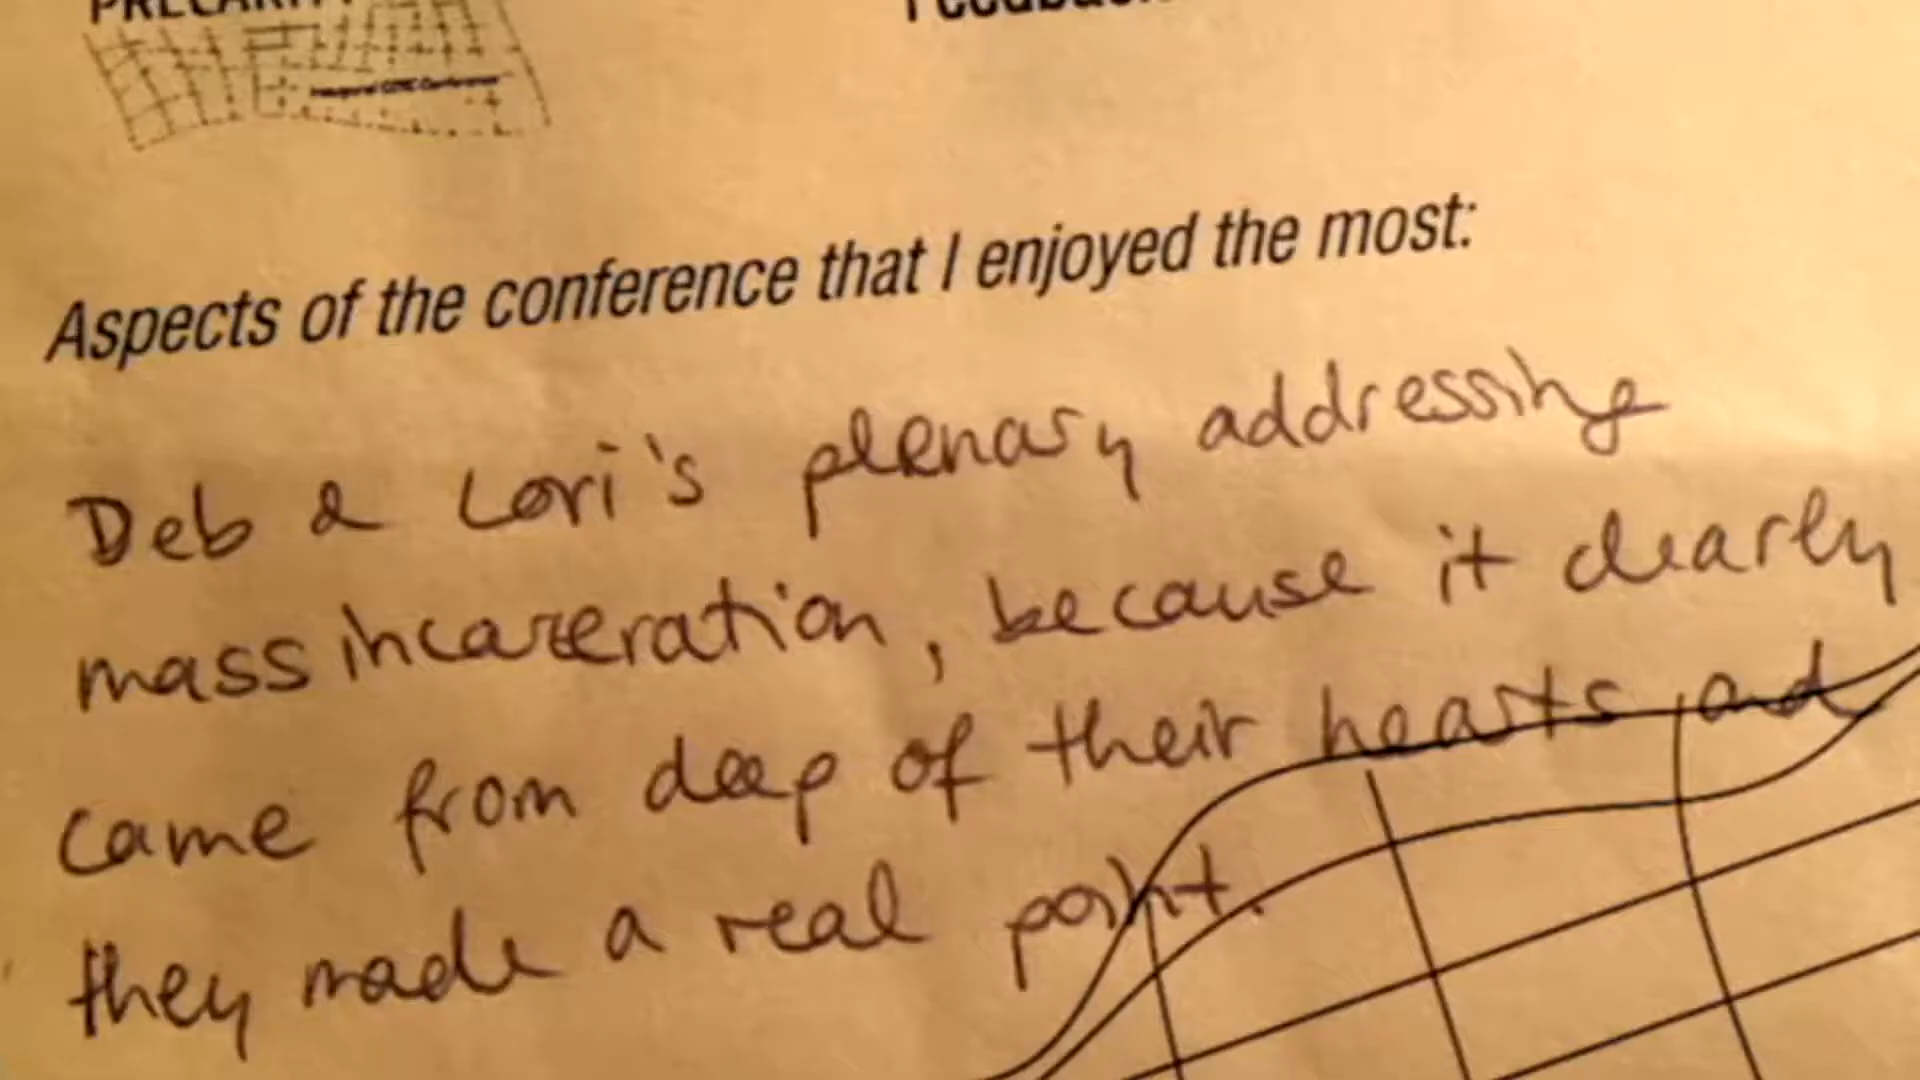 Aspects of the conference that I enjoyed the most:
Deb & Lori's plenary addressing
mass incarceration, because it clearly
came from deep of their hearts and
they made a real point.